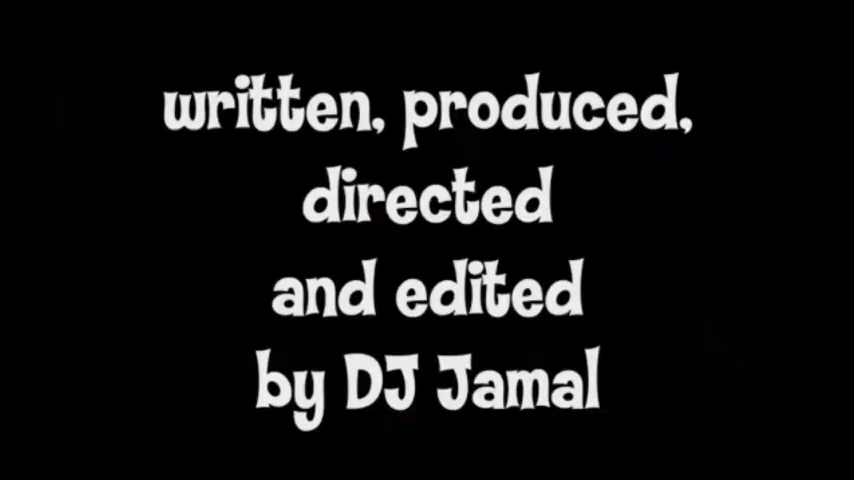 written, produced,
directed
and edited
by DJ Jamal